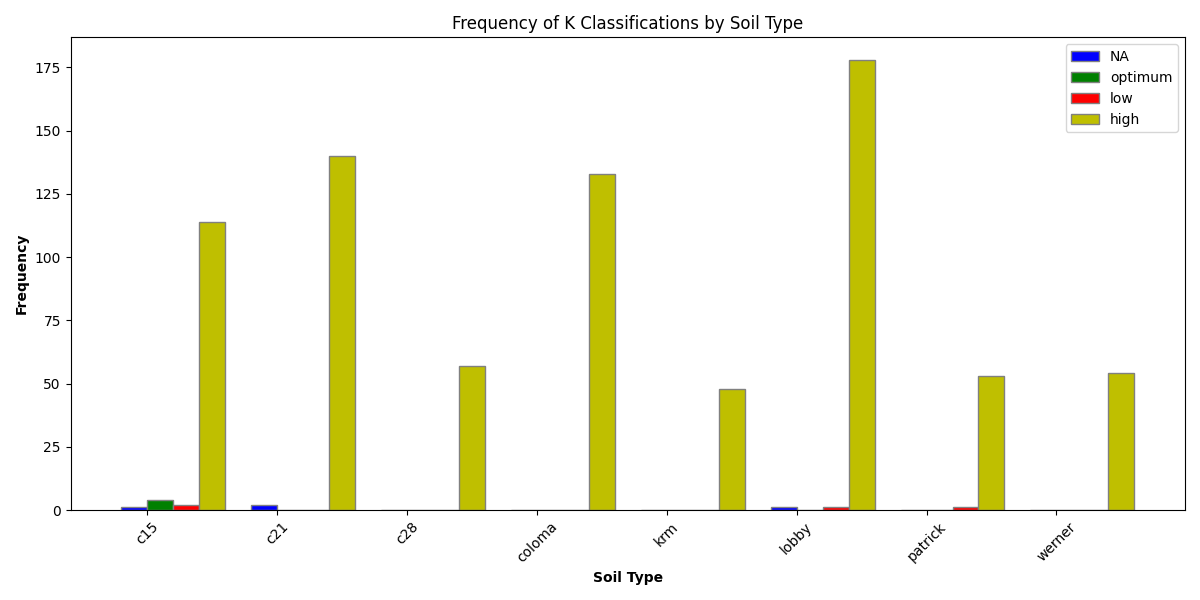 Frequency of K Classifications by Soil Type
NA
optimum
low
high
175
150
125
100
75
50
25
0
Frequency
c15
c21
c28
coloma
krm
lobby
patrick
werner
Soil Type